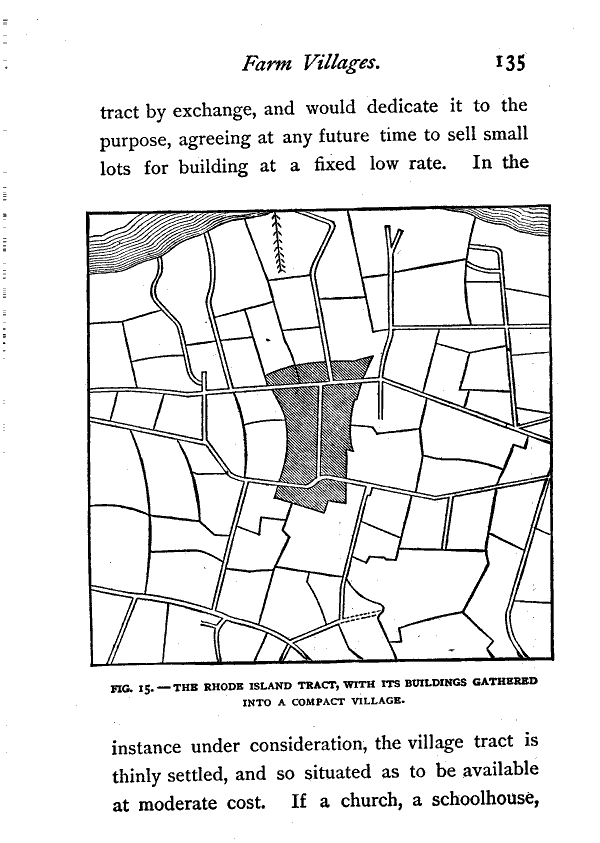 Farm Villages. 135
tract by exchange, and would dedicate it to the
purpose, agreeing at any future time to sell small
lots for building at a fixed low rate. In the
FIG. 15. — THE RHODE ISLAND TRACT, WITH ITS BUILDINGS GATHERED
INTO A COMPACT VILLAGE.
instance under consideration, the village tract is
thinly settled, and so situated as to be available
at moderate cost. If a church, a schoolhouse,